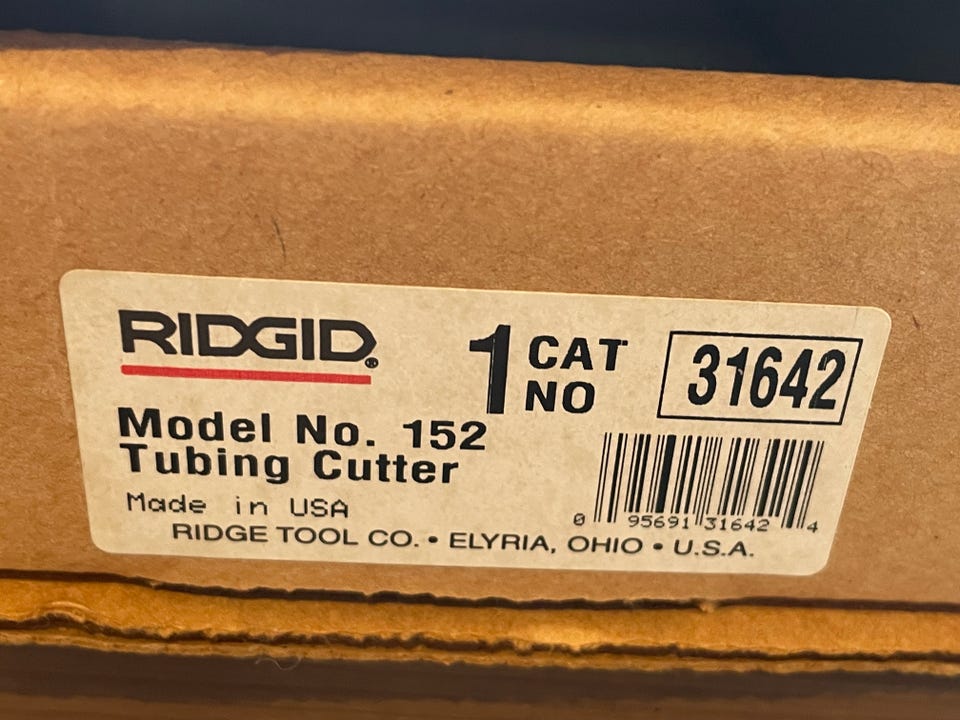 RIDGID®
1 CAT NO 31642
Model No. 152
Tubing Cutter
Made in USA
0 95691 31642 4
RIDGE TOOL CO. • ELYRIA, OHIO • U.S.A.